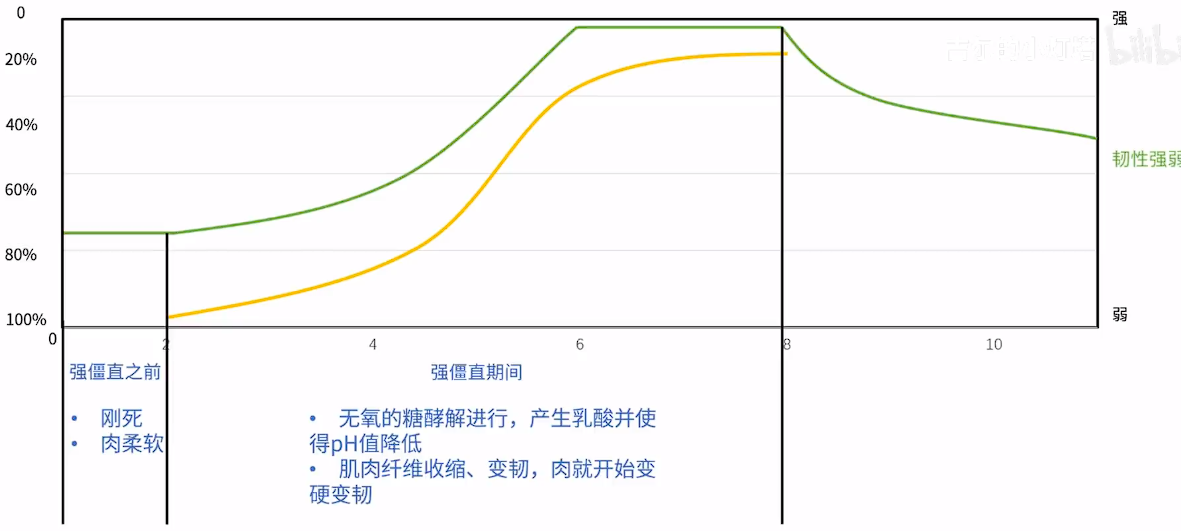 0
强
20%
40%
韧性强弱
60%
80%
100%
弱
0
2
4
6
8
10
强僵直之前
强僵直期间
• 刚死
• 肉柔软
• 无氧的糖酵解进行，产生乳酸并使
得pH值降低
• 肌肉纤维收缩、变韧，肉就开始变
硬变韧